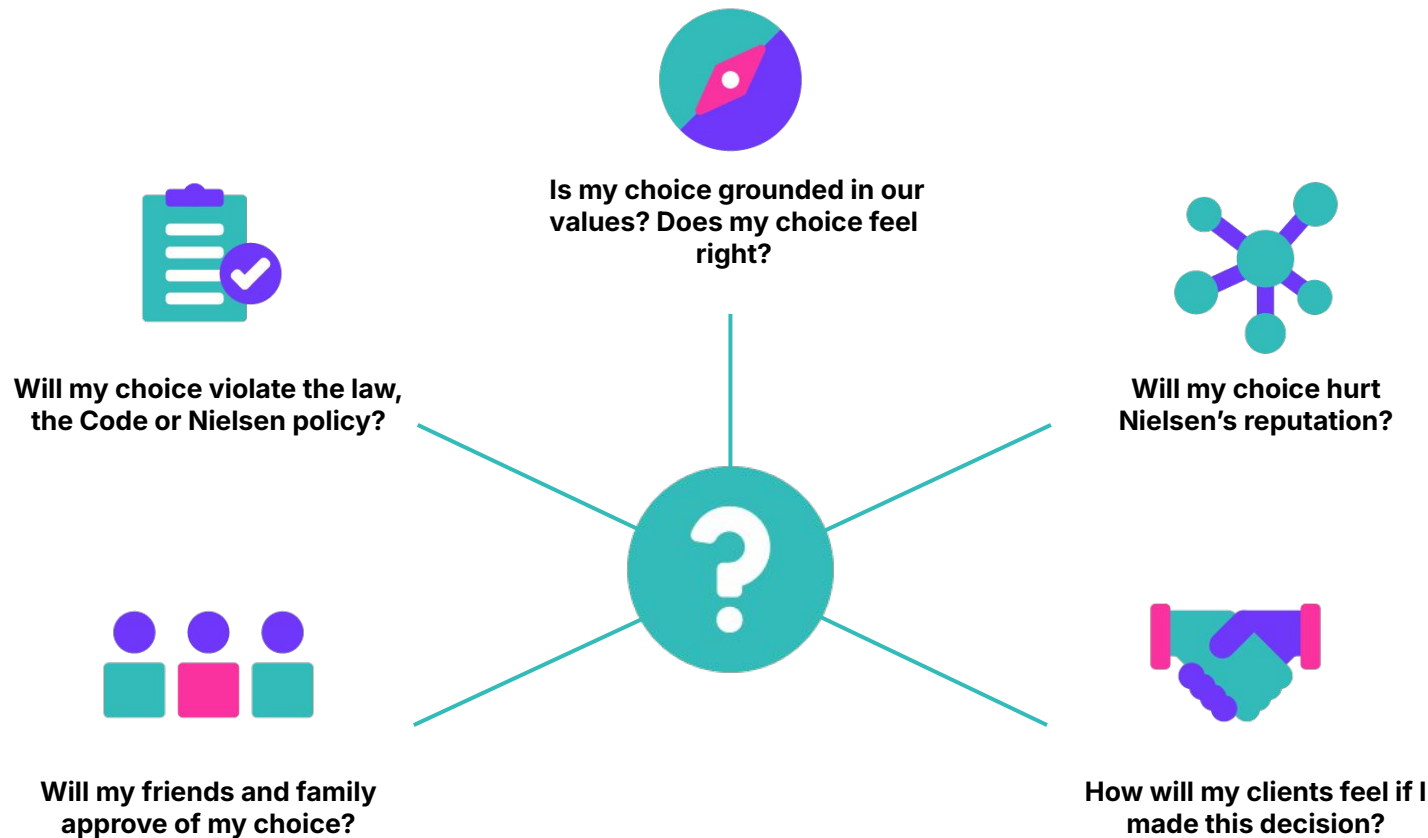 Is my choice grounded in our
values? Does my choice feel
right?
Will my choice violate the law,
the Code or Nielsen policy?
Will my choice hurt
Nielsen’s reputation?
?
Will my friends and family
approve of my choice?
How will my clients feel if I
made this decision?